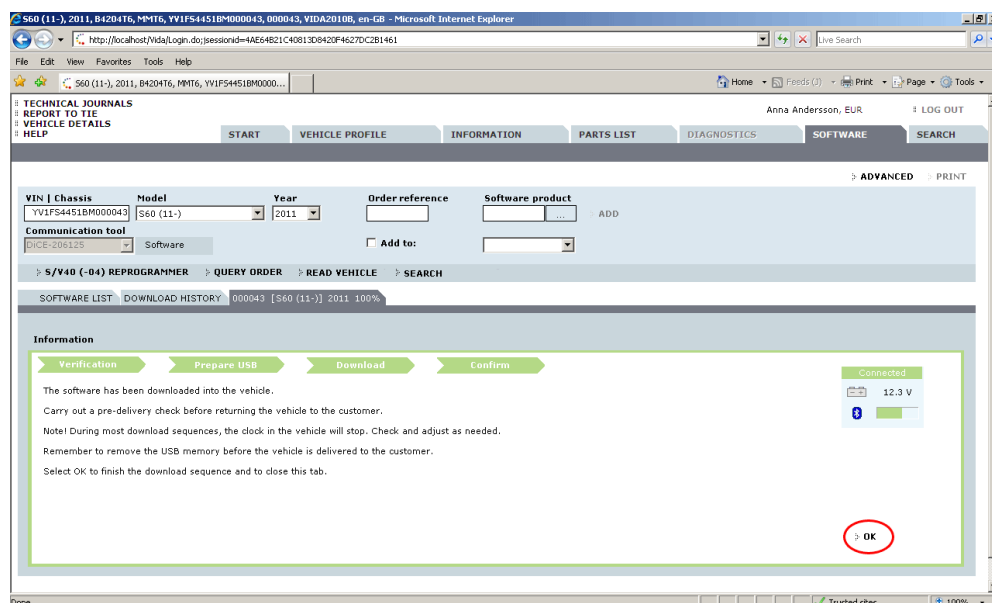 S60 (11-), 2011, B4204T6, MMT6, YV1FS4451BM000043, 000043, VIDA2010B, en-GB - Microsoft Internet Explorer
http://localhost/Vida/Login.do;jsessionid=4AE64B21C40813D8420F4627DC2B1461
Live Search
File Edit View Favorites Tools Help
S60 (11-), 2011, B4204T6, MMT6, YV1FS4451BM0000...
Home Feeds (J) Print Page Tools
TECHNICAL JOURNALS
REPORT TO TIE
VEHICLE DETAILS
HELP
Anna Andersson, EUR
LOG OUT
START VEHICLE PROFILE INFORMATION PARTS LIST DIAGNOSTICS SOFTWARE SEARCH
ADVANCED PRINT
VIN | Chassis Model Year Order reference Software product
YV1FS4451BM000043 S60 (11-) 2011 ... ADD
Communication tool
DiCE-206125 Software Add to:
S/V40 (-04) REPROGRAMMER QUERY ORDER READ VEHICLE SEARCH
SOFTWARE LIST DOWNLOAD HISTORY 000043 [S60 (11-)] 2011 100%
Information
Verification Prepare USB Download Confirm
Connected
12.3 V
The software has been downloaded into the vehicle.
Carry out a pre-delivery check before returning the vehicle to the customer.
Note! During most download sequences, the clock in the vehicle will stop. Check and adjust as needed.
Remember to remove the USB memory before the vehicle is delivered to the customer.
Select OK to finish the download sequence and to close this tab.
OK
Done
Trusted sites
100%